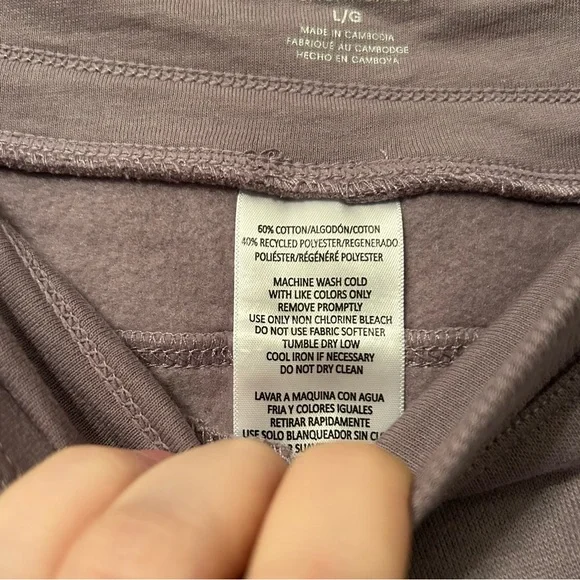 L/G
MADE IN CAMBODIA
FABRIQUÉ AU CAMBODGE
HECHO EN CAMBOYA
60% COTTON/ALGODÓN/COTON
40% RECYCLED POLYESTER/REGENERADO
POLIÉSTER/RÉGÉNÉRÉ POLYESTER
MACHINE WASH COLD
WITH LIKE COLORS ONLY
REMOVE PROMPTLY
USE ONLY NON CHLORINE BLEACH
DO NOT USE FABRIC SOFTENER
TUMBLE DRY LOW
COOL IRON IF NECESSARY
DO NOT DRY CLEAN
LAVAR A MAQUINA CON AGUA
FRIA Y COLORES IGUALES
RETIRAR RAPIDAMENTE
USE SOLO BLANQUEADOR SIN